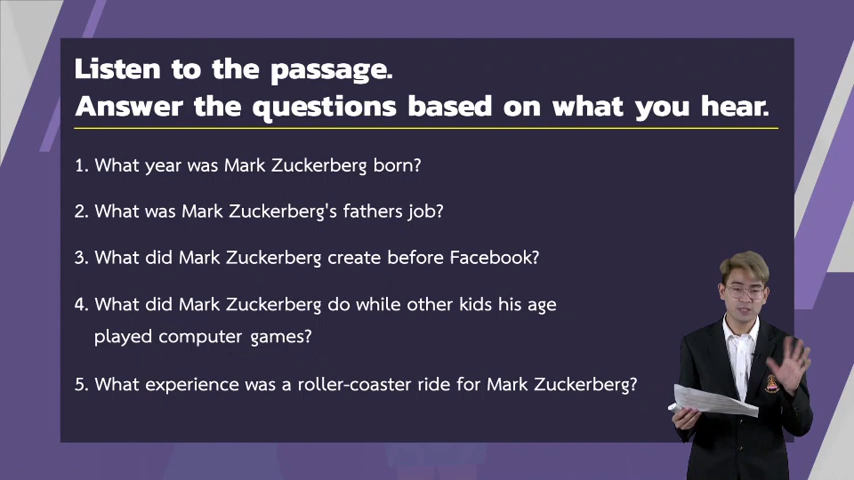 Listen to the passage.
Answer the questions based on what you hear.
1. What year was Mark Zuckerberg born?
2. What was Mark Zuckerberg's fathers job?
3. What did Mark Zuckerberg create before Facebook?
4. What did Mark Zuckerberg do while other kids his age
played computer games?
5. What experience was a roller-coaster ride for Mark Zuckerberg?